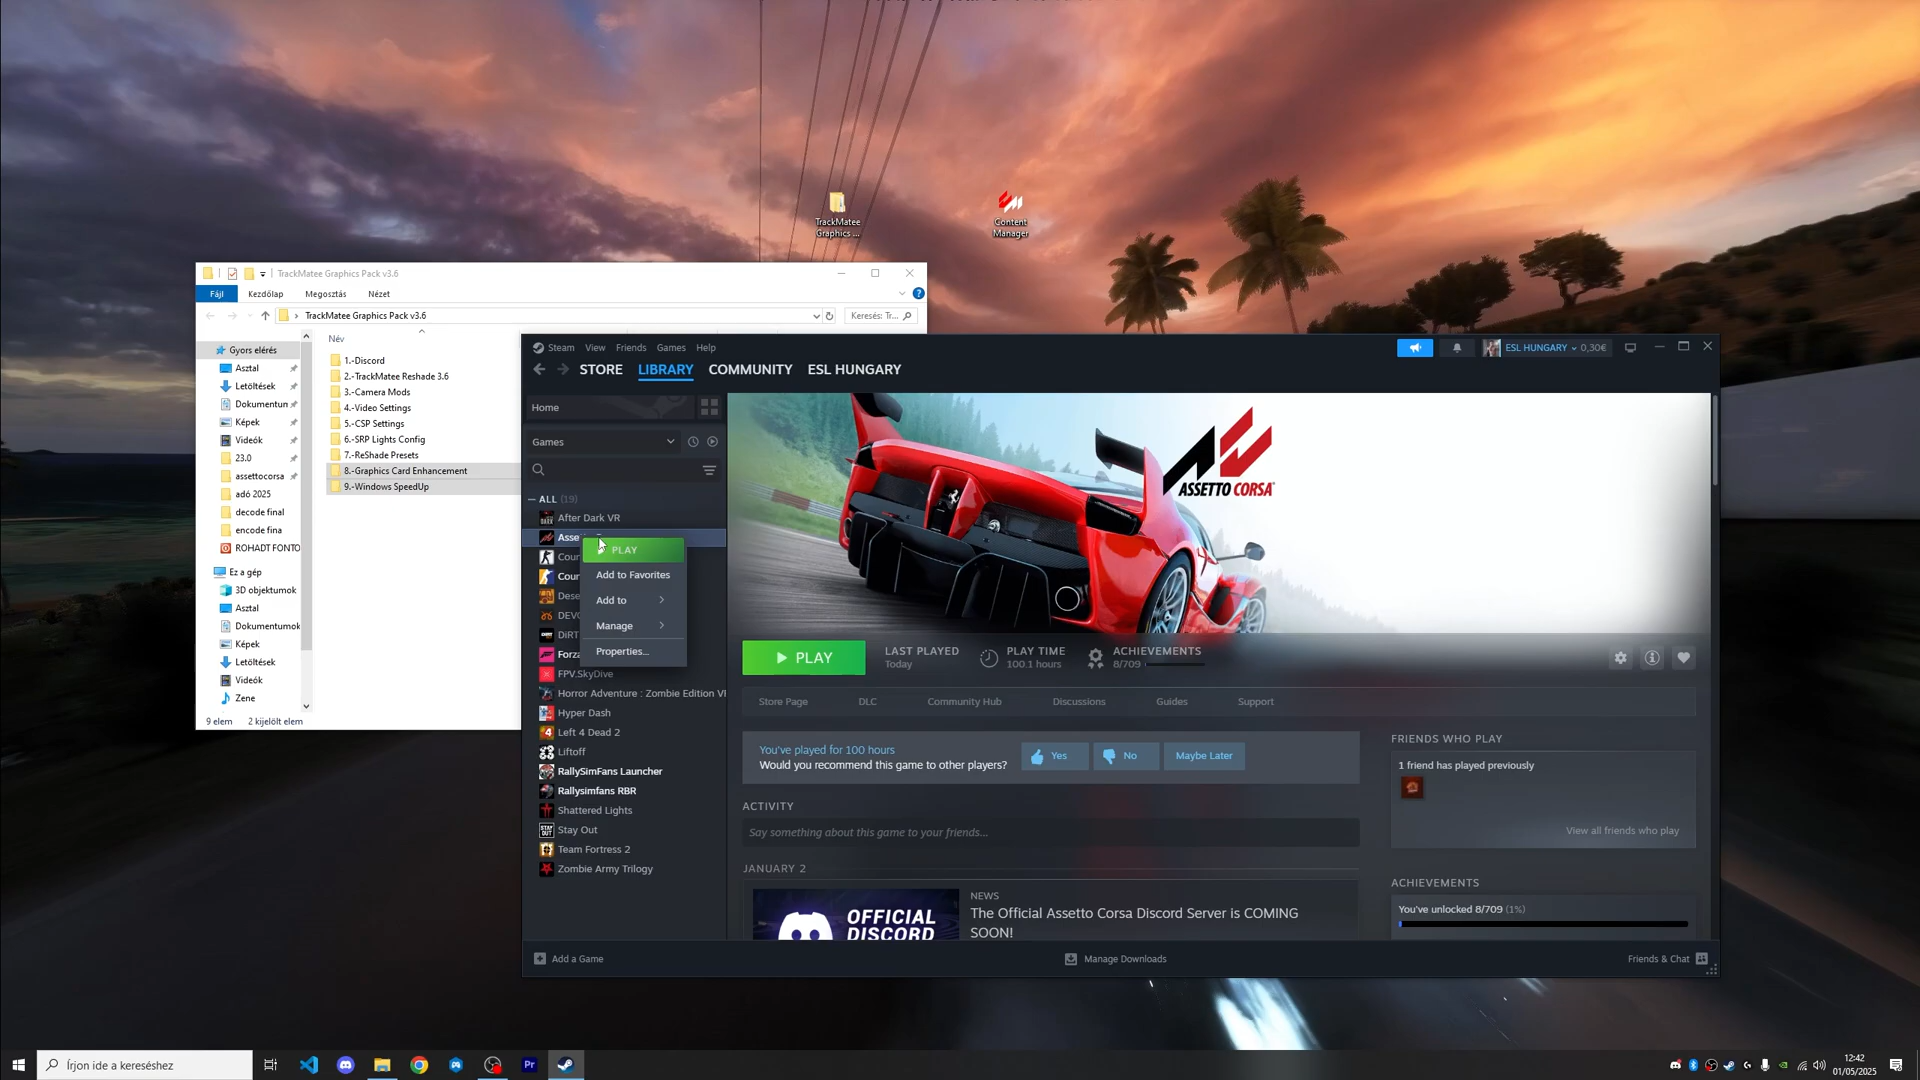 TrackMatee
Graphics ...
Content
Manager
TrackMatee Graphics Pack v3.6
Fájl
Kezdőlap
Megosztás
Nézet
TrackMatee Graphics Pack v3.6
Keresés: Tr...
Név
Gyors elérés
Asztal
Letöltések
Dokumentun
Képek
Videók
23.0
assettocorsa
adó 2025
decode final
encode fina
ROHADT FONTO
Ez a gép
3D objektumok
Asztal
Dokumentumok
Képek
Letöltések
Videók
Zene
1.-Discord
2.-TrackMatee Reshade 3.6
3.-Camera Mods
4.-Video Settings
5.-CSP Settings
6.-SRP Lights Config
7.-ReShade Presets
8.-Graphics Card Enhancement
9.-Windows SpeedUp
9 elem 2 kijelölt elem
Steam View Friends Games Help
ESL HUNGARY 0,30€
STORE LIBRARY COMMUNITY ESL HUNGARY
Home
Games
ALL (19)
After Dark VR
Asse
Coun
Coun
Dese
DEVO
DiRT
Forza
FPV.SkyDive
Horror Adventure : Zombie Edition VR
Hyper Dash
Left 4 Dead 2
Liftoff
RallySimFans Launcher
Rallysimfans RBR
Shattered Lights
Stay Out
Team Fortress 2
Zombie Army Trilogy
PLAY
Add to Favorites
Add to
Manage
Properties...
ASSETTO CORSA
PLAY
LAST PLAYED
Today
PLAY TIME
100.1 hours
ACHIEVEMENTS
8/709
Store Page
DLC
Community Hub
Discussions
Guides
Support
You've played for 100 hours
Would you recommend this game to other players?
Yes
No
Maybe Later
ACTIVITY
Say something about this game to your friends...
JANUARY 2
OFFICIAL
DISCORD
NEWS
The Official Assetto Corsa Discord Server is COMING
SOON!
FRIENDS WHO PLAY
1 friend has played previously
View all friends who play
ACHIEVEMENTS
You've unlocked 8/709 (1%)
Add a Game
Manage Downloads
Friends & Chat
Írjon ide a kereséshez
Pr
12:42
01/05/2025